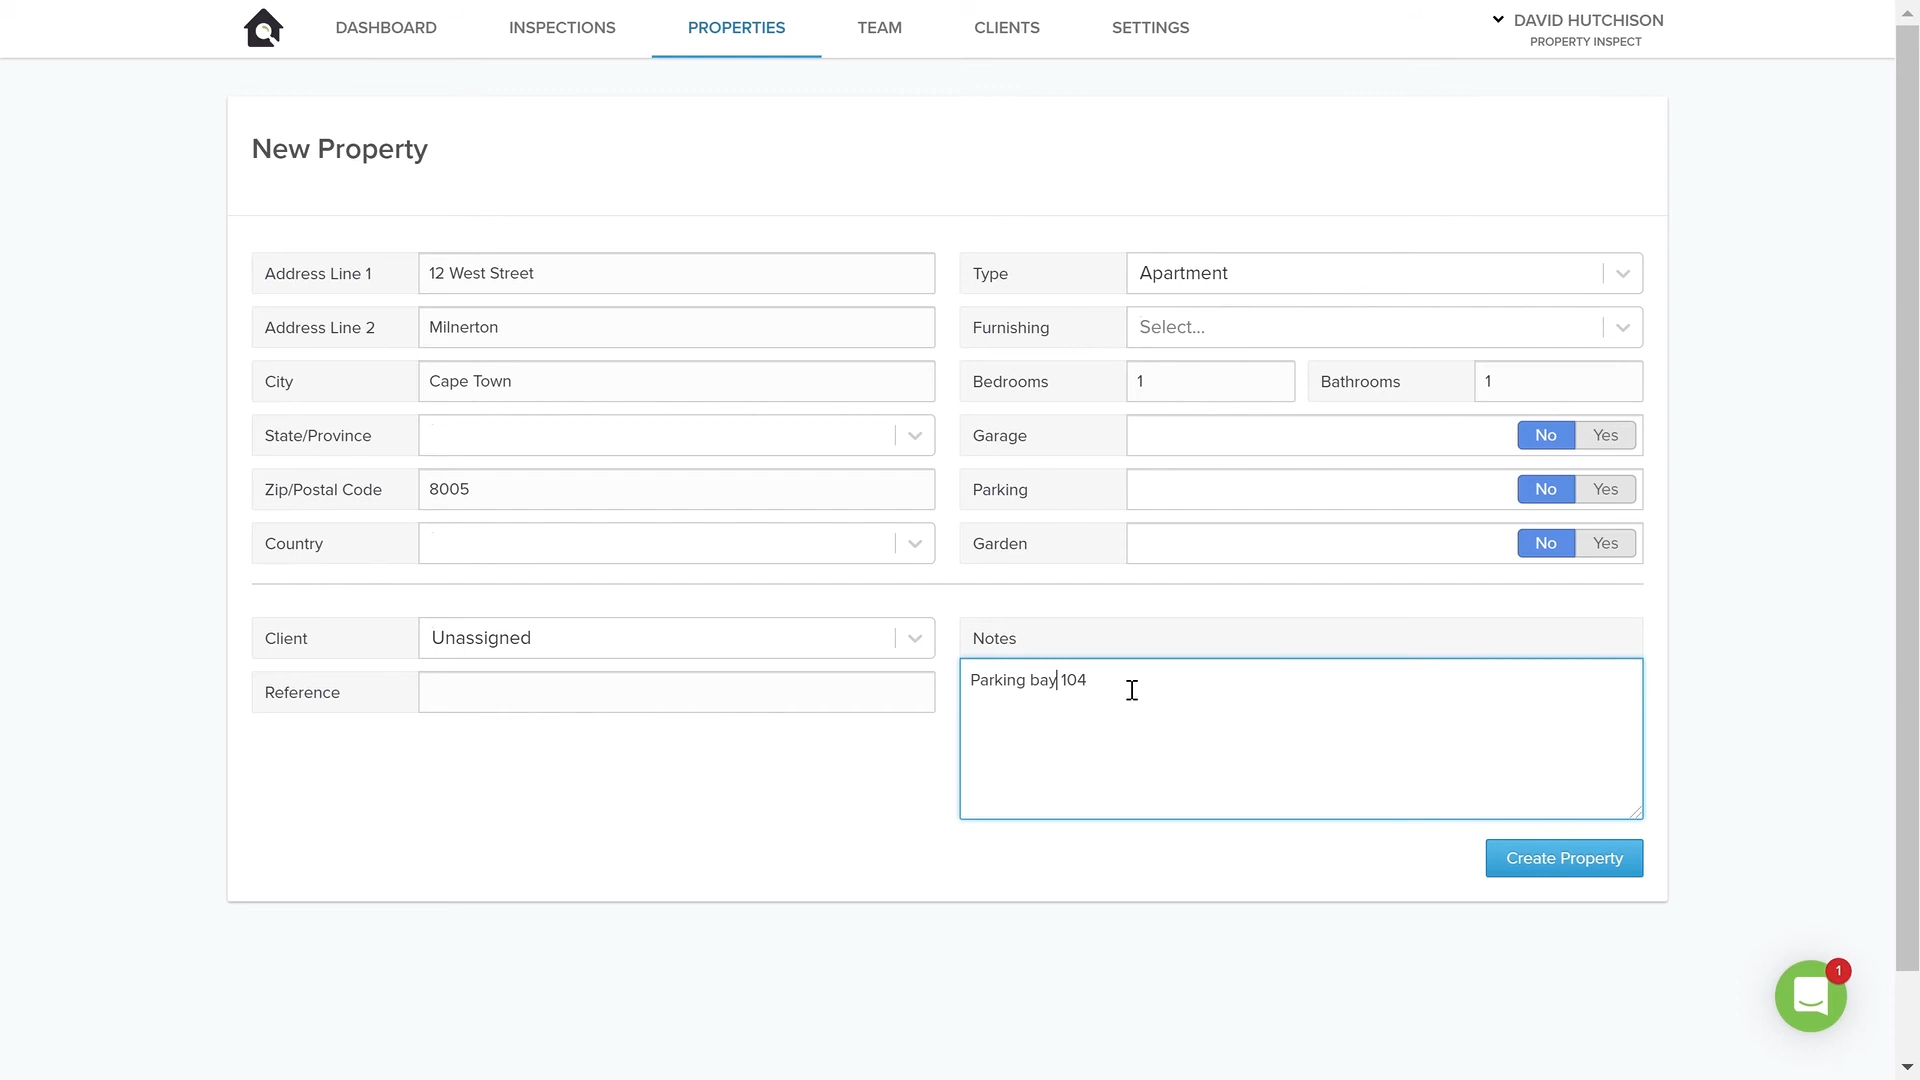 DASHBOARD
INSPECTIONS
PROPERTIES
TEAM
CLIENTS
SETTINGS
DAVID HUTCHISON
PROPERTY INSPECT
New Property
Address Line 1
12 West Street
Type
Apartment
Address Line 2
Milnerton
Furnishing
Select...
City
Cape Town
Bedrooms
1
Bathrooms
1
State/Province
Garage
No
Yes
Zip/Postal Code
8005
Parking
No
Yes
Country
Garden
No
Yes
Client
Unassigned
Notes
Reference
Parking bay 104
Create Property
1